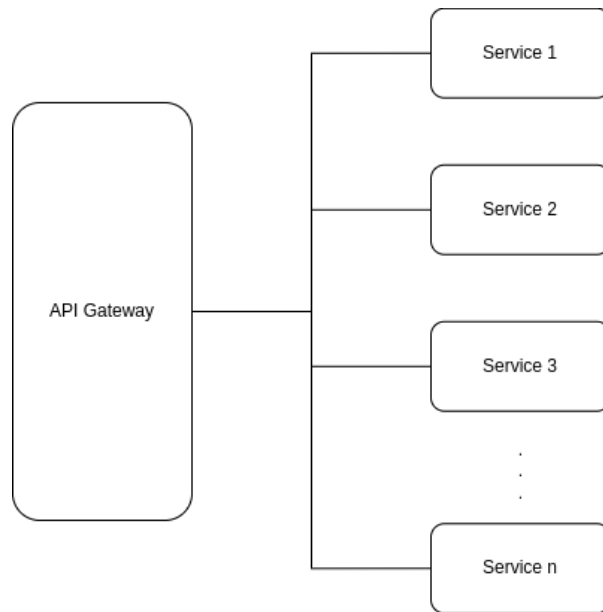 Service 1
Service 2
API Gateway
Service 3
.
.
.
Service n